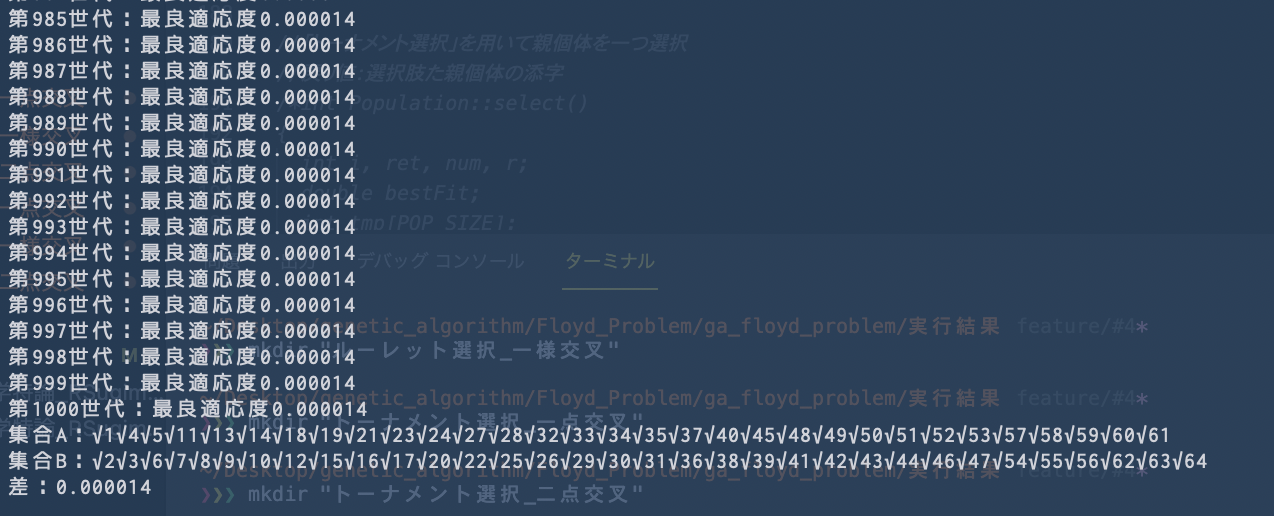 第985世代：最良適応度0.000014
第986世代：最良適応度0.000014
第987世代：最良適応度0.000014
第988世代：最良適応度0.000014
第989世代：最良適応度0.000014
第990世代：最良適応度0.000014
第991世代：最良適応度0.000014
第992世代：最良適応度0.000014
第993世代：最良適応度0.000014
第994世代：最良適応度0.000014
第995世代：最良適応度0.000014
第996世代：最良適応度0.000014
第997世代：最良適応度0.000014
第998世代：最良適応度0.000014
第999世代：最良適応度0.000014
第1000世代：最良適応度0.000014
集合A：√1√4√5√11√13√14√18√19√21√23√24√27√28√32√33√34√35√37√40√45√48√49√50√51√52√53√57√58√59√60√61
集合B：√2√3√6√7√8√9√10√12√15√16√17√20√22√25√26√29√30√31√36√38√39√41√42√43√44√46√47√54√55√56√62√63√64
差：0.000014
ナメント選択」を用いて親個体を一つ選択
選択肢た親個体の添字
Population::select()
int i, ret, num, r;
double bestFit;
tmp[POP_SIZE];
デバッグ コンソール
ターミナル
~/Desktop/genetic_algorithm/Floyd_Problem/ga_floyd_problem/実行結果 feature/#4*
❯❯❯ mkdir "ルーレット選択_一様交叉"
~/Desktop/genetic_algorithm/Floyd_Problem/ga_floyd_problem/実行結果 feature/#4*
❯❯❯ mkdir "トーナメント選択_一点交叉"
~/Desktop/genetic_algorithm/Floyd_Problem/ga_floyd_problem/実行結果 feature/#4*
❯❯❯ mkdir "トーナメント選択_二点交叉"